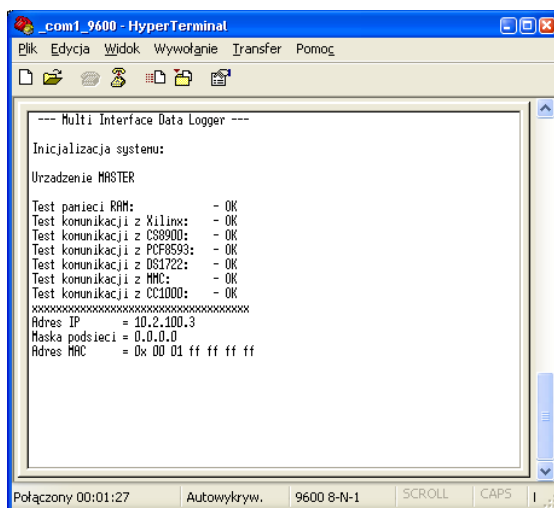 _com1_9600 - HyperTerminal
Plik Edycja Widok Wywołanie Transfer Pomoc
--- Multi Interface Data Logger ---
Inicjalizacja systemu:
Urzadzenie MASTER
Test pamieci RAM: - OK
Test komunikacji z Xilinx: - OK
Test komunikacji z CS8900: - OK
Test komunikacji z PCF8593: - OK
Test komunikacji z DS1722: - OK
Test komunikacji z MMC: - OK
Test komunikacji z CC1000: - OK
xxxxxxxxxxxxxxxxxxxxxxxxxxxxxxxxxxxx
Adres IP = 10.2.100.3
Maska podsieci = 0.0.0.0
Adres MAC = 0x 00 01 ff ff ff ff
Połączony 00:01:27 Autowykryw. 9600 8-N-1 SCROLL CAPS